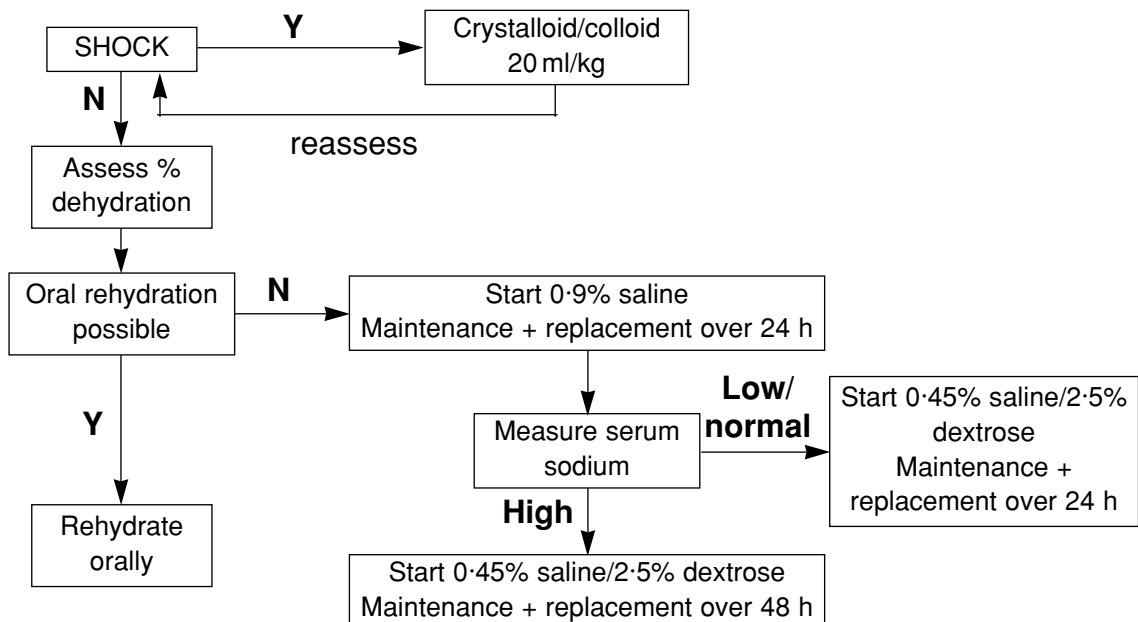 SHOCK
Y
Crystalloid/colloid
20 ml/kg
N
reassess
Assess %
dehydration
Oral rehydration
possible
N
Start 0·9% saline
Maintenance + replacement over 24 h
Y
Measure serum
sodium
Low/
normal
Start 0·45% saline/2·5%
dextrose
Maintenance +
replacement over 24 h
High
Rehydrate
orally
Start 0·45% saline/2·5% dextrose
Maintenance + replacement over 48 h